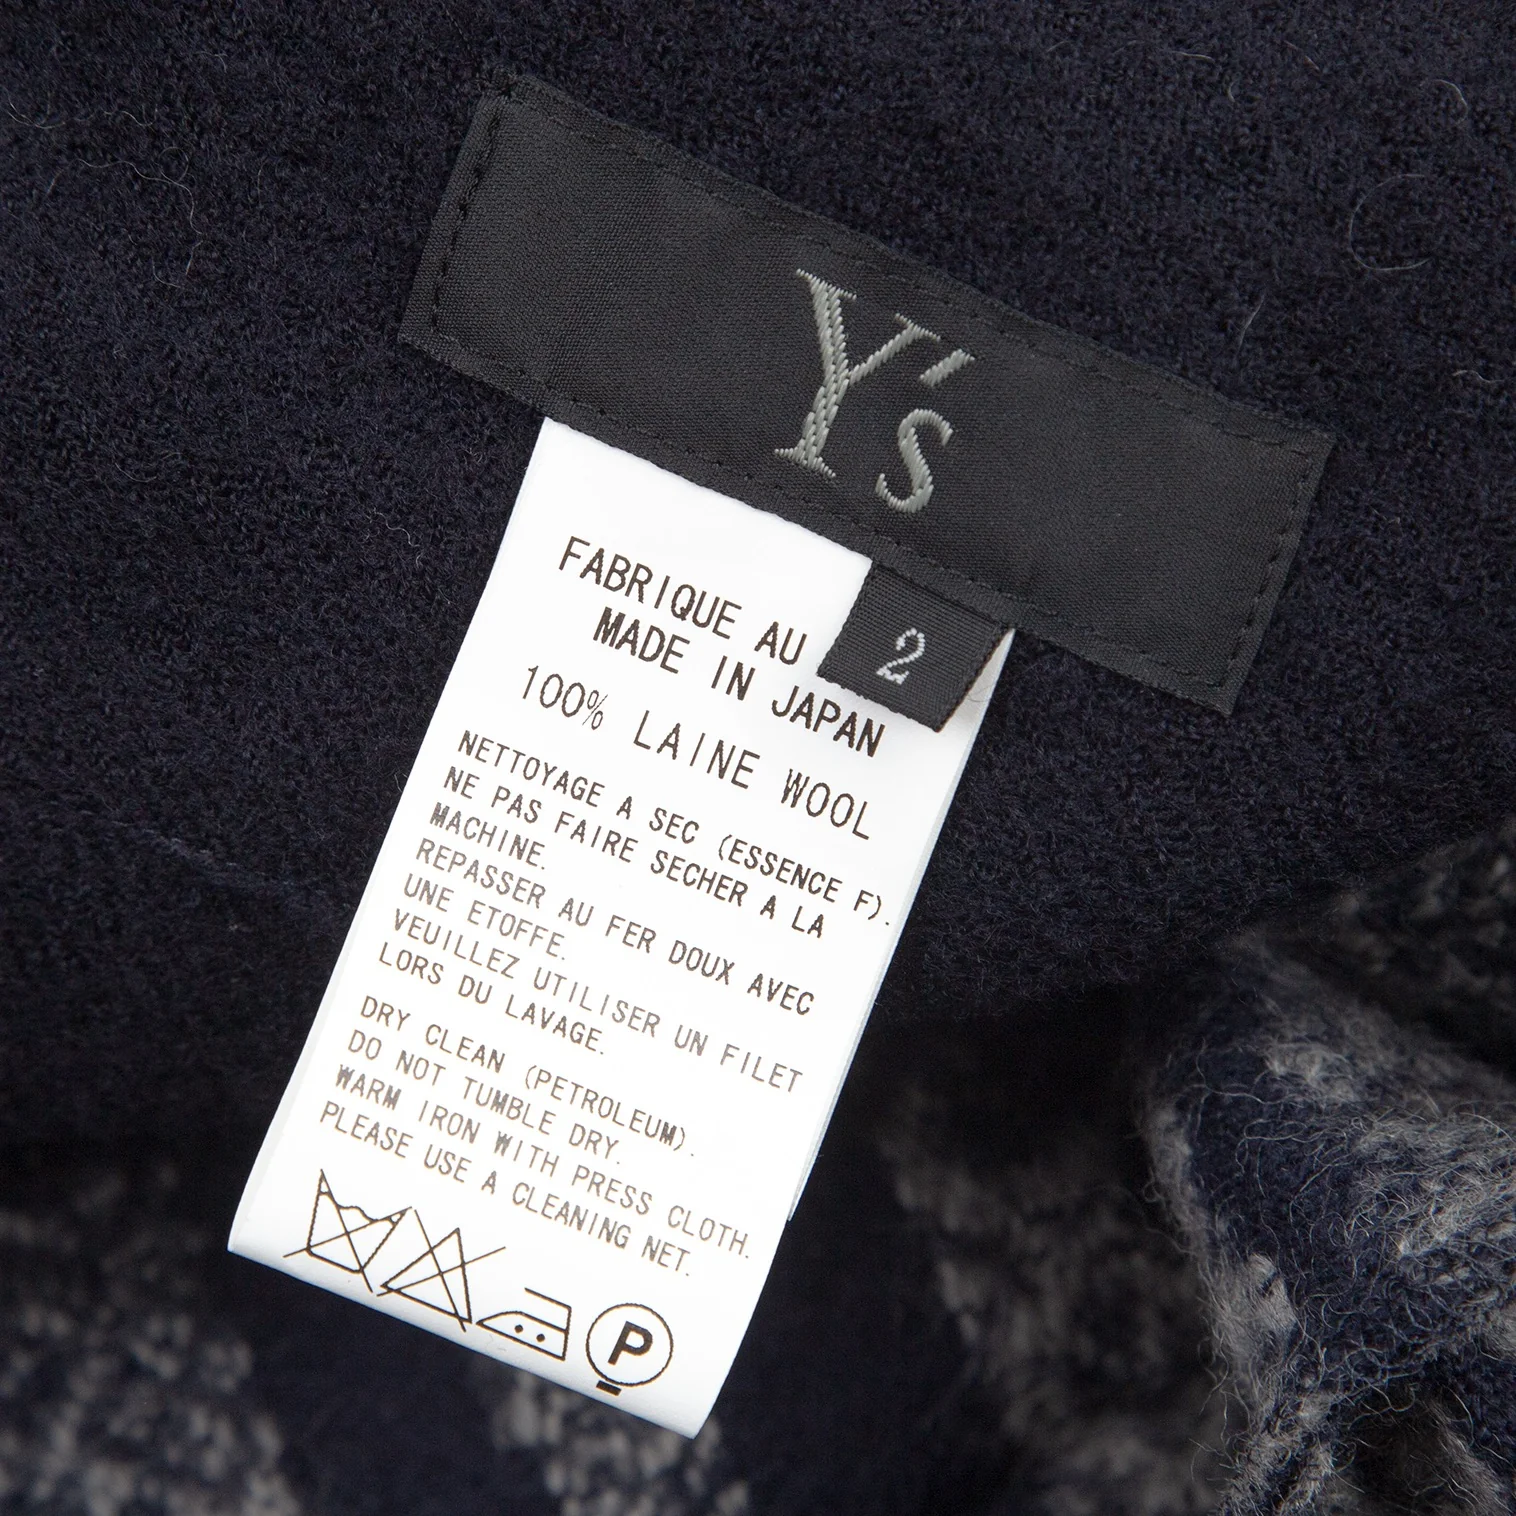 Y's
2
FABRIQUE AU
MADE IN JAPAN
100% LAINE WOOL
NETTOYAGE A SEC (ESSENCE F).
NE PAS FAIRE SECHER A LA
MACHINE.
REPASSER AU FER DOUX AVEC
UNE ETOFFE.
VEUILLEZ UTILISER UN FILET
LORS DU LAVAGE.
DRY CLEAN (PETROLEUM).
DO NOT TUMBLE DRY.
WARM IRON WITH PRESS CLOTH.
PLEASE USE A CLEANING NET.
P